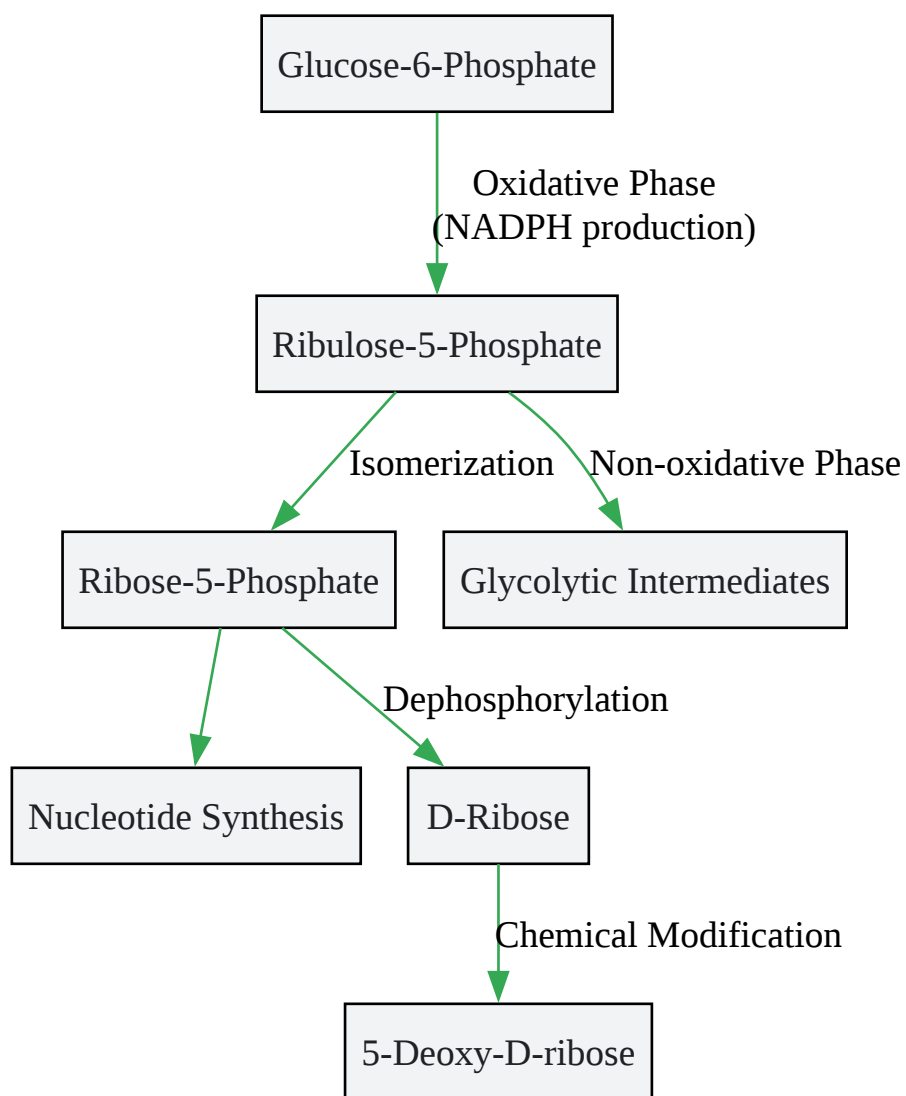 Glucose-6-Phosphate
Oxidative Phase
(NADPH production)
Ribulose-5-Phosphate
Isomerization
Non-oxidative Phase
Ribose-5-Phosphate
Glycolytic Intermediates
Dephosphorylation
Nucleotide Synthesis
D-Ribose
Chemical Modification
5-Deoxy-D-ribose